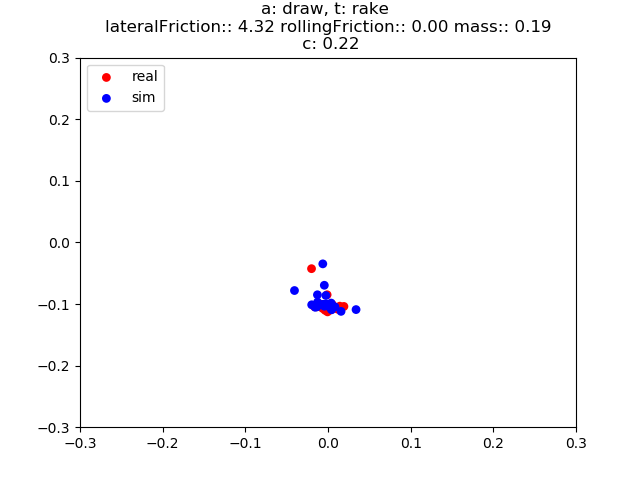 a: draw, t: rake
lateralFriction:: 4.32 rollingFriction:: 0.00 mass:: 0.19
c: 0.22
real
sim
0.3
0.2
0.1
0.0
−0.1
−0.2
−0.3
−0.3 −0.2 −0.1 0.0 0.1 0.2 0.3